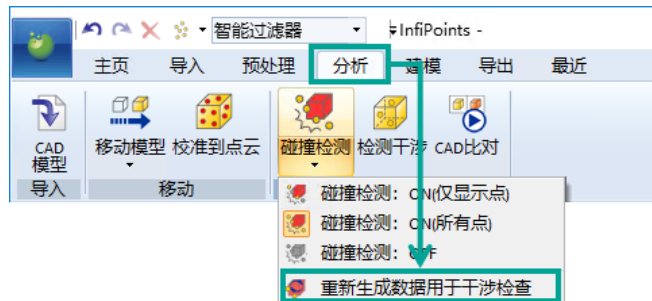 智能过滤器 InfiPoints -
主页 导入 预处理 分析 建模 导出 最近
CAD模型 移动模型 校准到点云 碰撞检测 检测干涉 CAD比对
导入 移动
碰撞检测：ON(仅显示点)
碰撞检测：ON(所有点)
碰撞检测：OFF
重新生成数据用于干涉检查